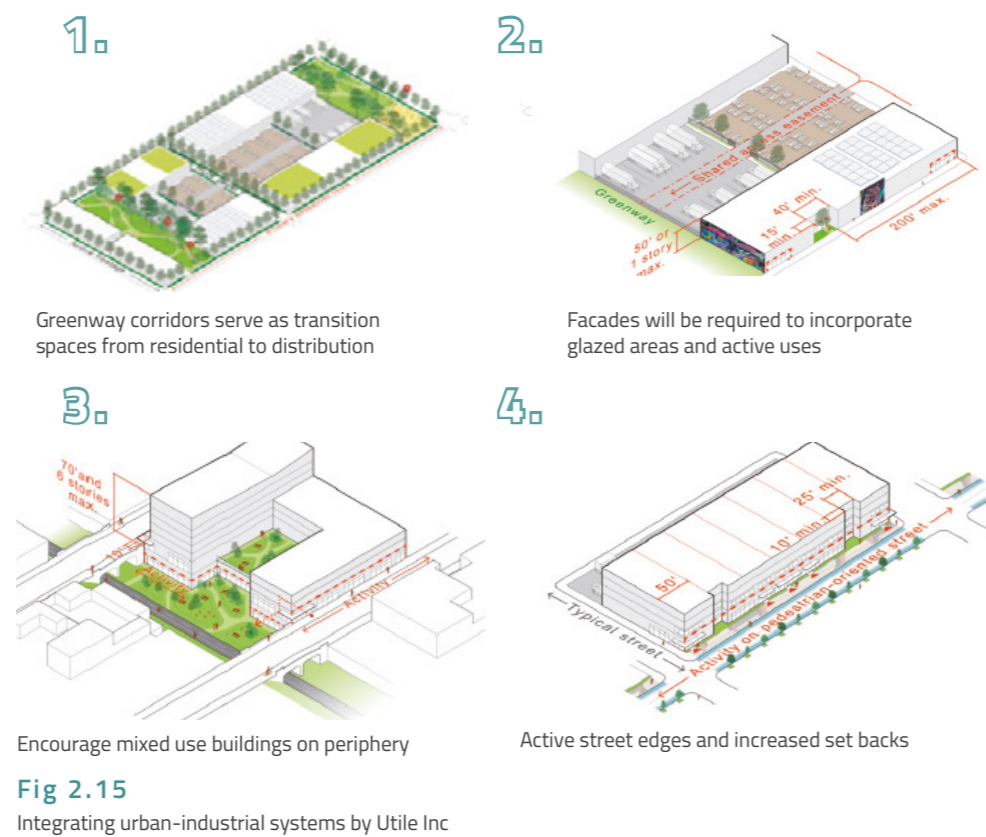 1.
Greenway corridors serve as transition
spaces from residential to distribution
2.
Shared access easement
Greenway
50' or
1 story
max.
15'
min.
40' min.
200' max.
Facades will be required to incorporate
glazed areas and active uses
3.
70' and
6 stories
max.
Activity
Activity
Encourage mixed use buildings on periphery
4.
25' min.
10' min.
50'
Typical street
Activity on pedestrian-oriented street
Active street edges and increased set backs
Fig 2.15
Integrating urban-industrial systems by Utile Inc